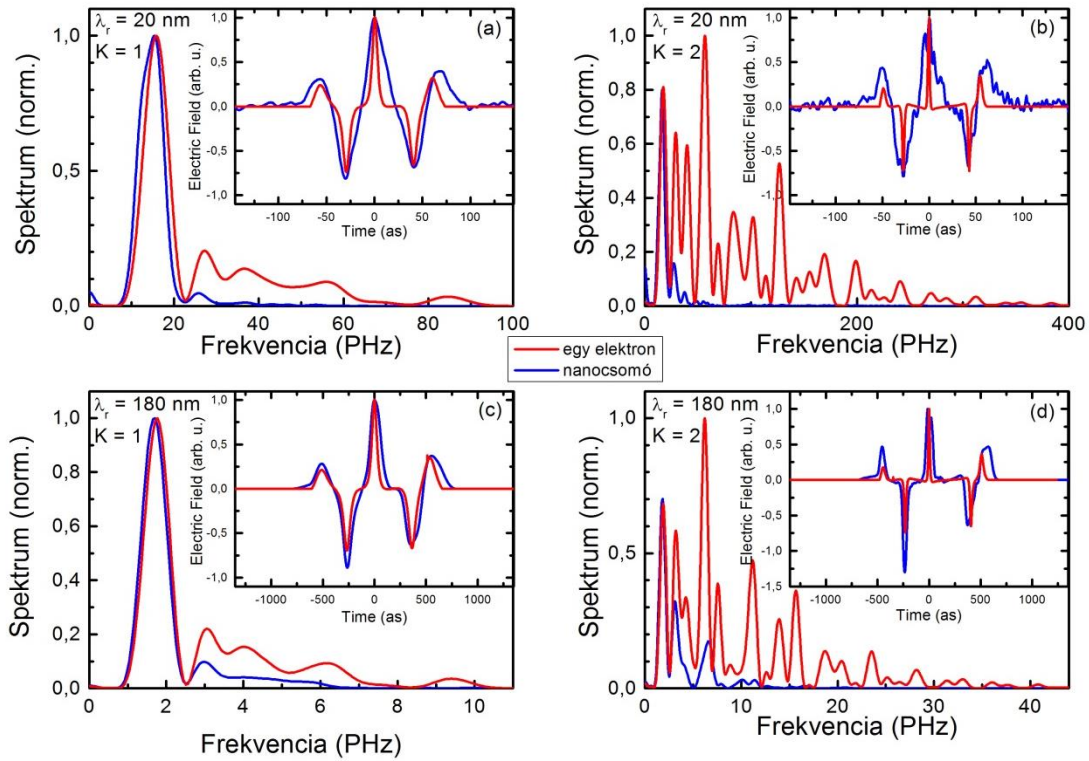 λr = 20 nm
K = 1
(a)
Spektrum (norm.)
1,0
0,5
0,0
0
20
40
60
80
100
Frekvencia (PHz)
Electric Field (arb. u.)
1,0
0,5
0,0
-0,5
-1,0
-100
-50
0
50
100
Time (as)
λr = 20 nm
K = 2
(b)
Spektrum (norm.)
1,0
0,8
0,6
0,4
0,2
0,0
0
200
400
Frekvencia (PHz)
Electric Field (arb. u.)
1,0
0,5
0,0
-0,5
-1,0
-100
-50
0
50
100
Time (as)
egy elektron
nanocsomó
λr = 180 nm
K = 1
(c)
Spektrum (norm.)
1,0
0,8
0,6
0,4
0,2
0,0
0
2
4
6
8
10
Frekvencia (PHz)
Electric Field (arb. u.)
1,0
0,5
0,0
-0,5
-1,0
-1000
-500
0
500
1000
Time (as)
λr = 180 nm
K = 2
(d)
Spektrum (norm.)
1,0
0,5
0,0
0
10
20
30
40
Frekvencia (PHz)
Electric Field (arb. u.)
1,0
0,5
0,0
-0,5
-1,0
-1,5
-1000
-500
0
500
1000
Time (as)